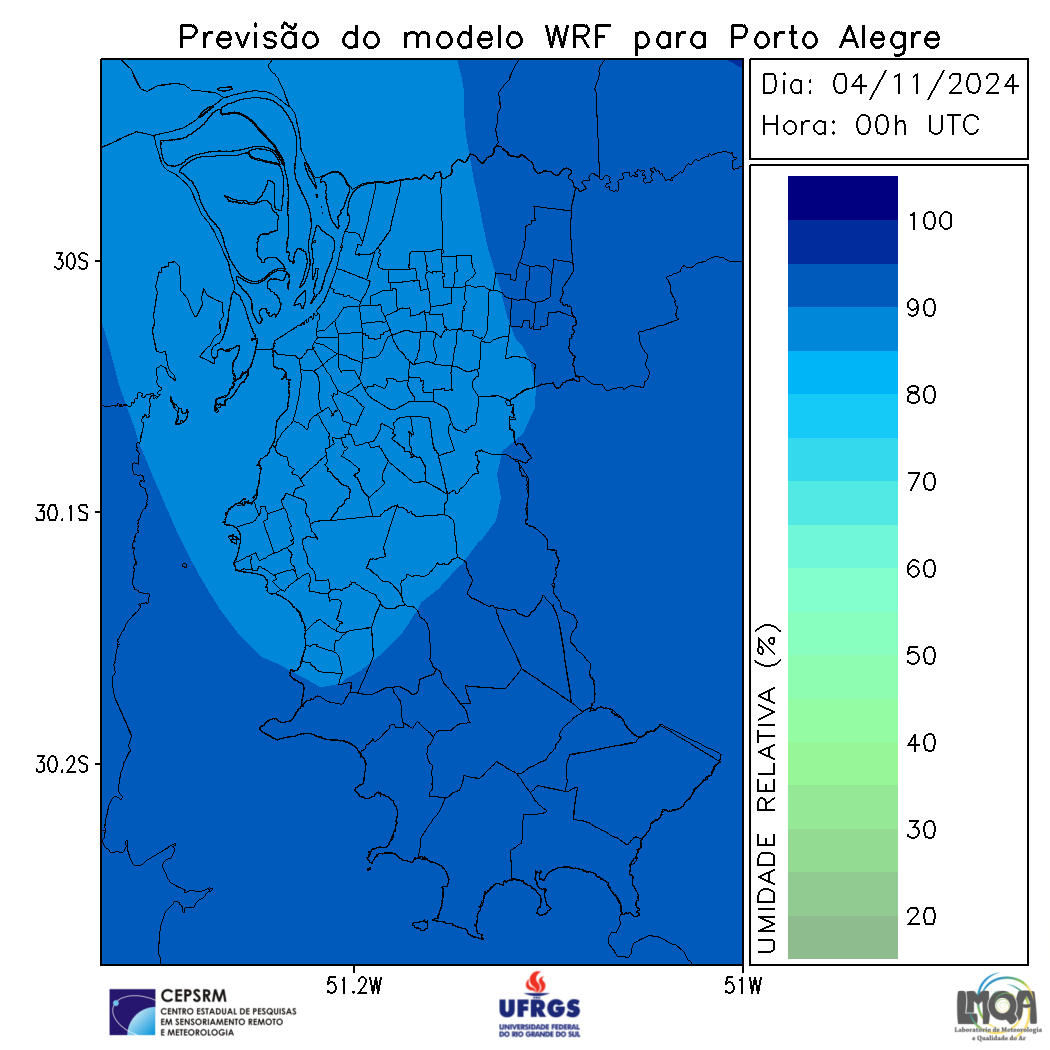 Previsão do modelo WRF para Porto Alegre
Dia: 04/11/2024
Hora: 00h UTC
30S
30.1S
30.2S
51.2W
51W
UMIDADE RELATIVA (%)
100
90
80
70
60
50
40
30
20
CEPSRM
CENTRO ESTADUAL DE PESQUISAS
EM SENSORIAMENTO REMOTO
E METEOROLOGIA
UFRGS
UNIVERSIDADE FEDERAL
DO RIO GRANDE DO SUL
LMQA
Laboratório de Meteorologia
e Qualidade do Ar